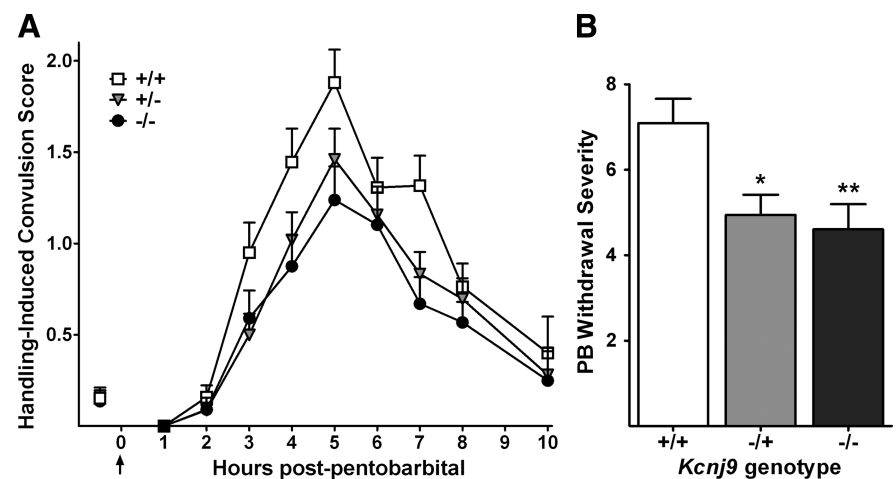 A
Handling-Induced Convulsion Score
2.0
1.5
1.0
0.5
+/+
+/-
-/-
0 1 2 3 4 5 6 7 8 9 10
Hours post-pentobarbital
B
PB Withdrawal Severity
8
6
4
2
*
**
+/+ -/+ -/-
Kcnj9 genotype